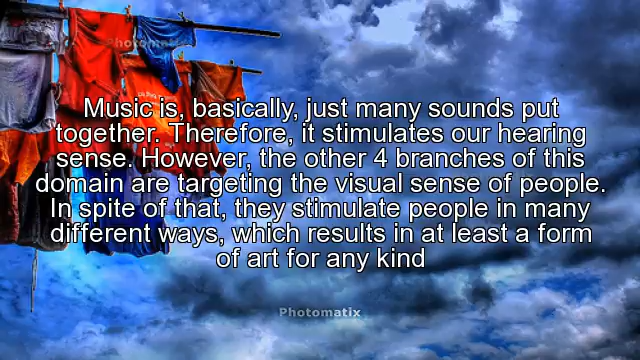 Photomatix
Music is, basically, just many sounds put
together. Therefore, it stimulates our hearing
sense. However, the other 4 branches of this
domain are targeting the visual sense of people.
In spite of that, they stimulate people in many
different ways, which results in at least a form
of art for any kind
Photomatix